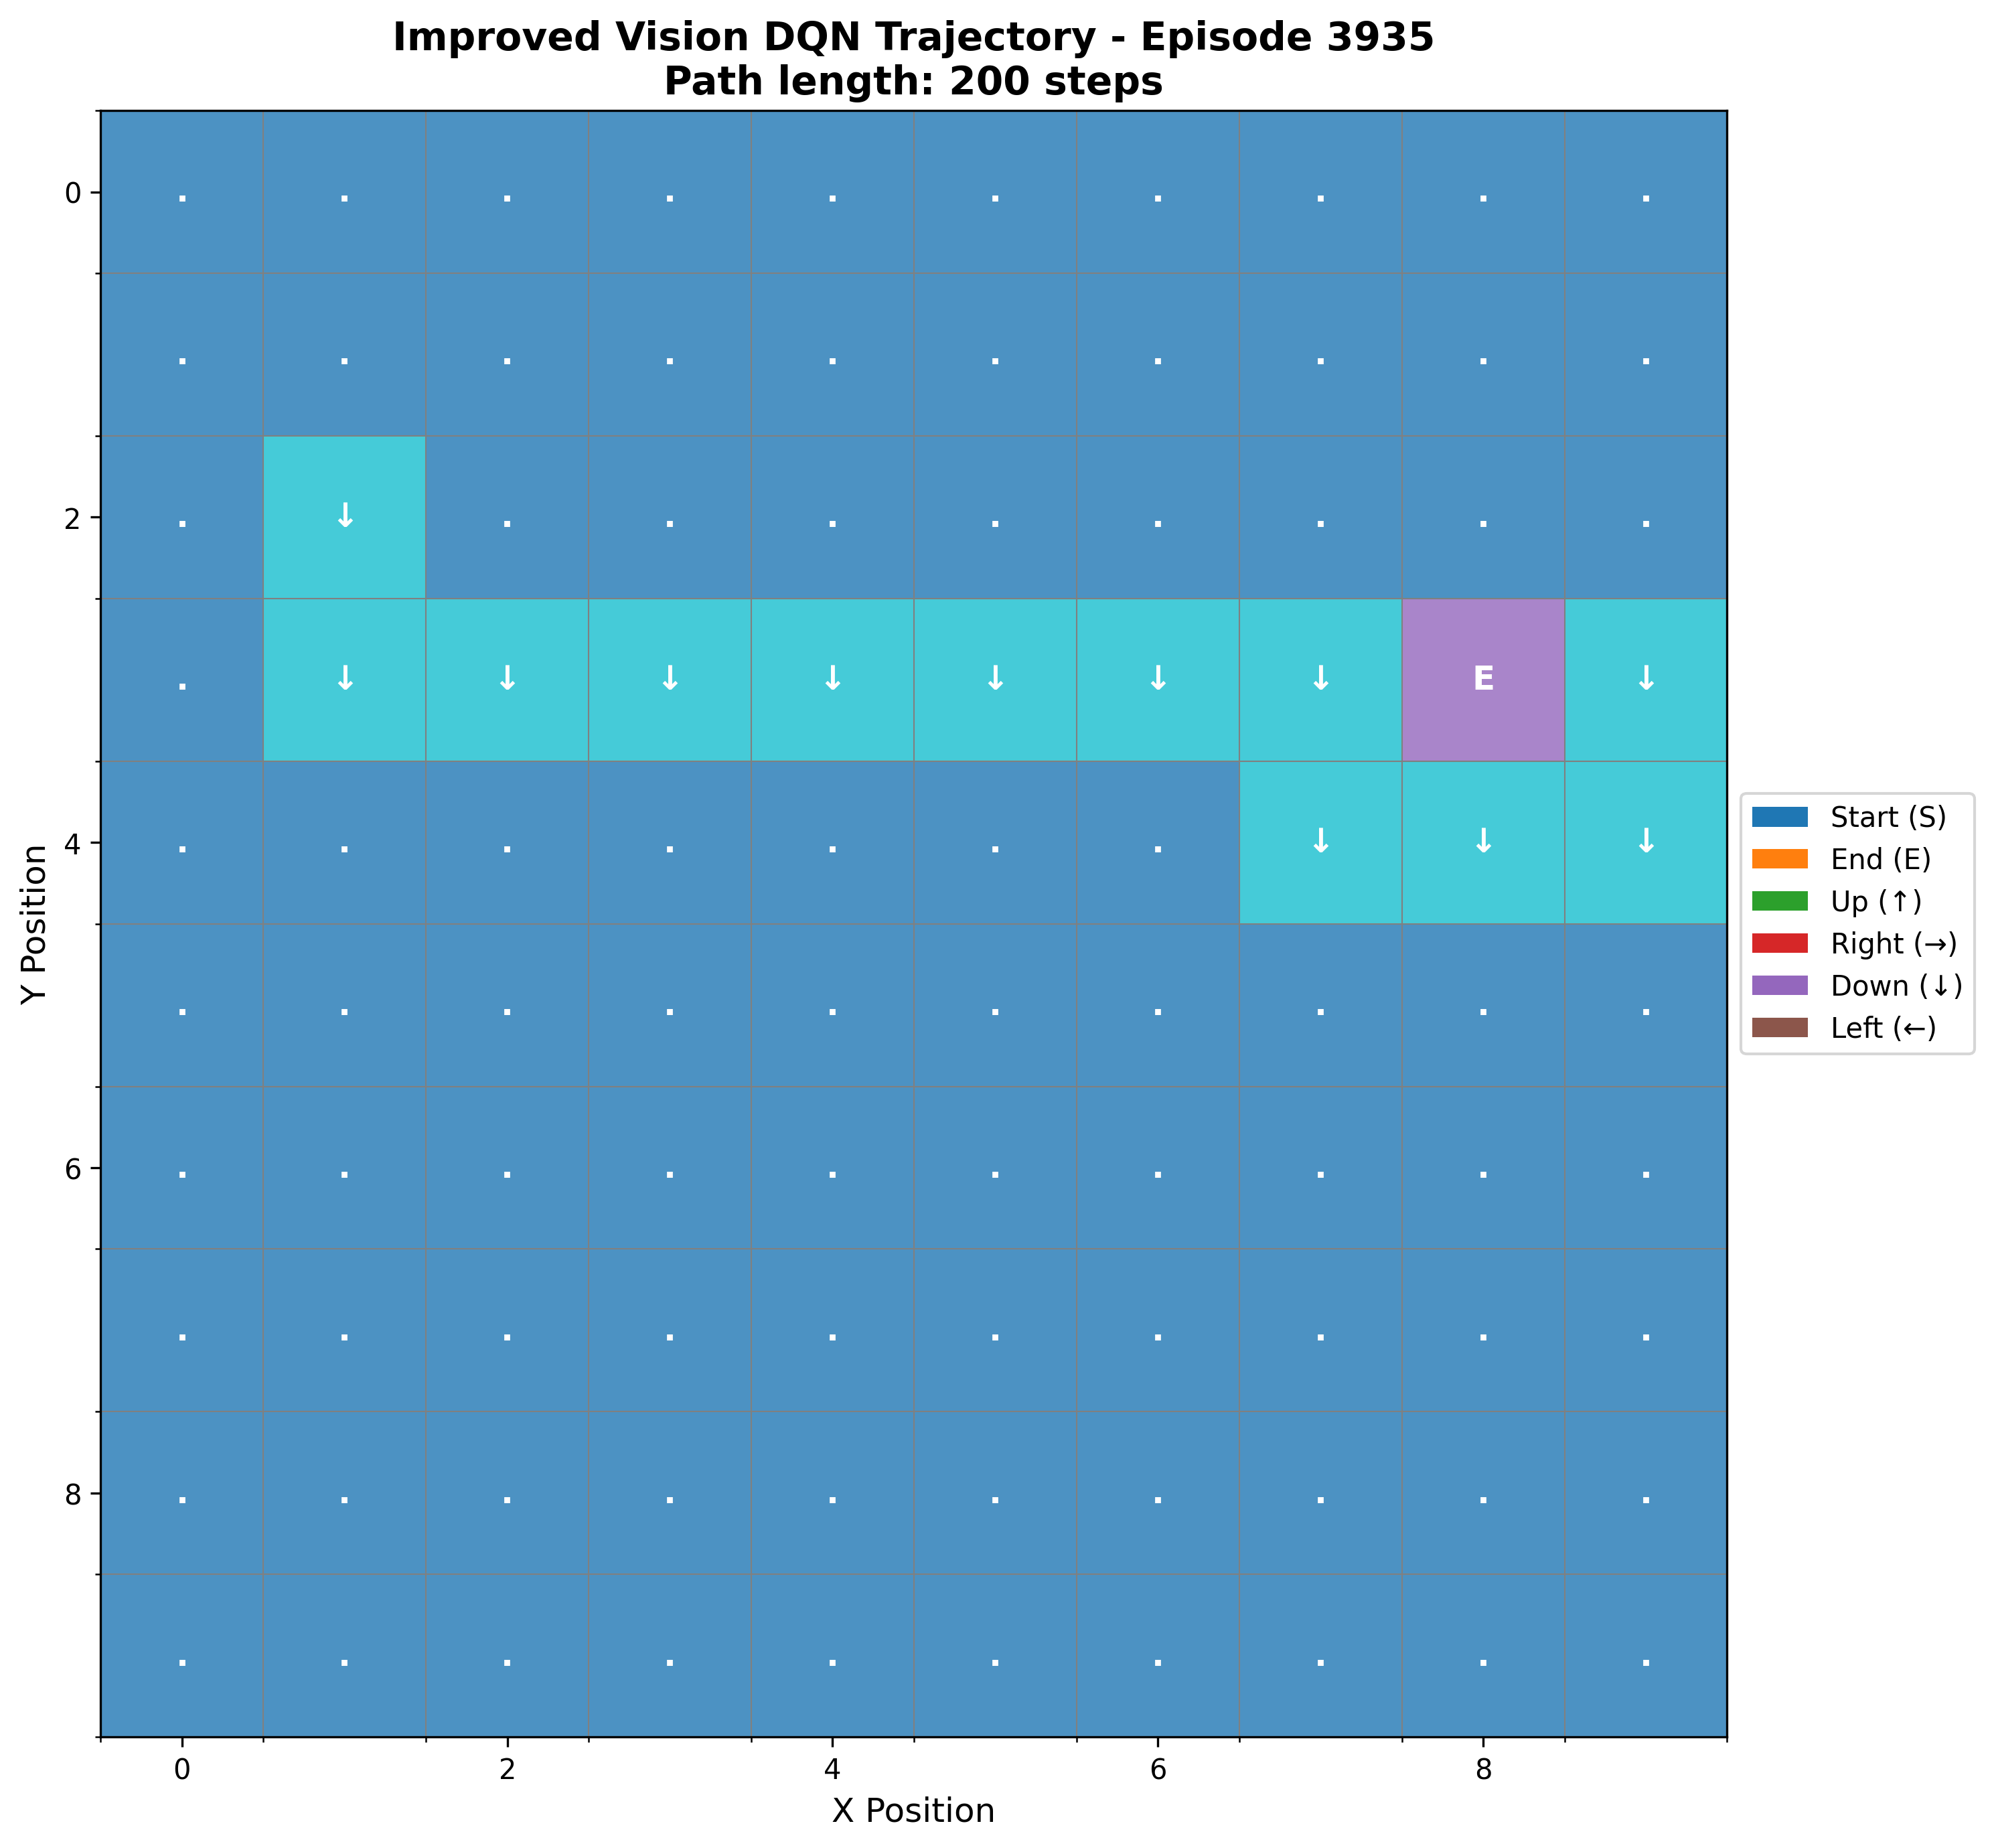 Improved Vision DQN Trajectory - Episode 3935
Path length: 200 steps
0
. . . . . . . . . .
. . . . . . . . . .
2
. ↓ . . . . . . . .
. ↓ ↓ ↓ ↓ ↓ ↓ ↓ E ↓
4
. . . . . . . ↓ ↓ ↓
. . . . . . . . . .
6
. . . . . . . . . .
. . . . . . . . . .
8
. . . . . . . . . .
. . . . . . . . . .
0 2 4 6 8
X Position
Y Position
Start (S)
End (E)
Up (↑)
Right (→)
Down (↓)
Left (←)